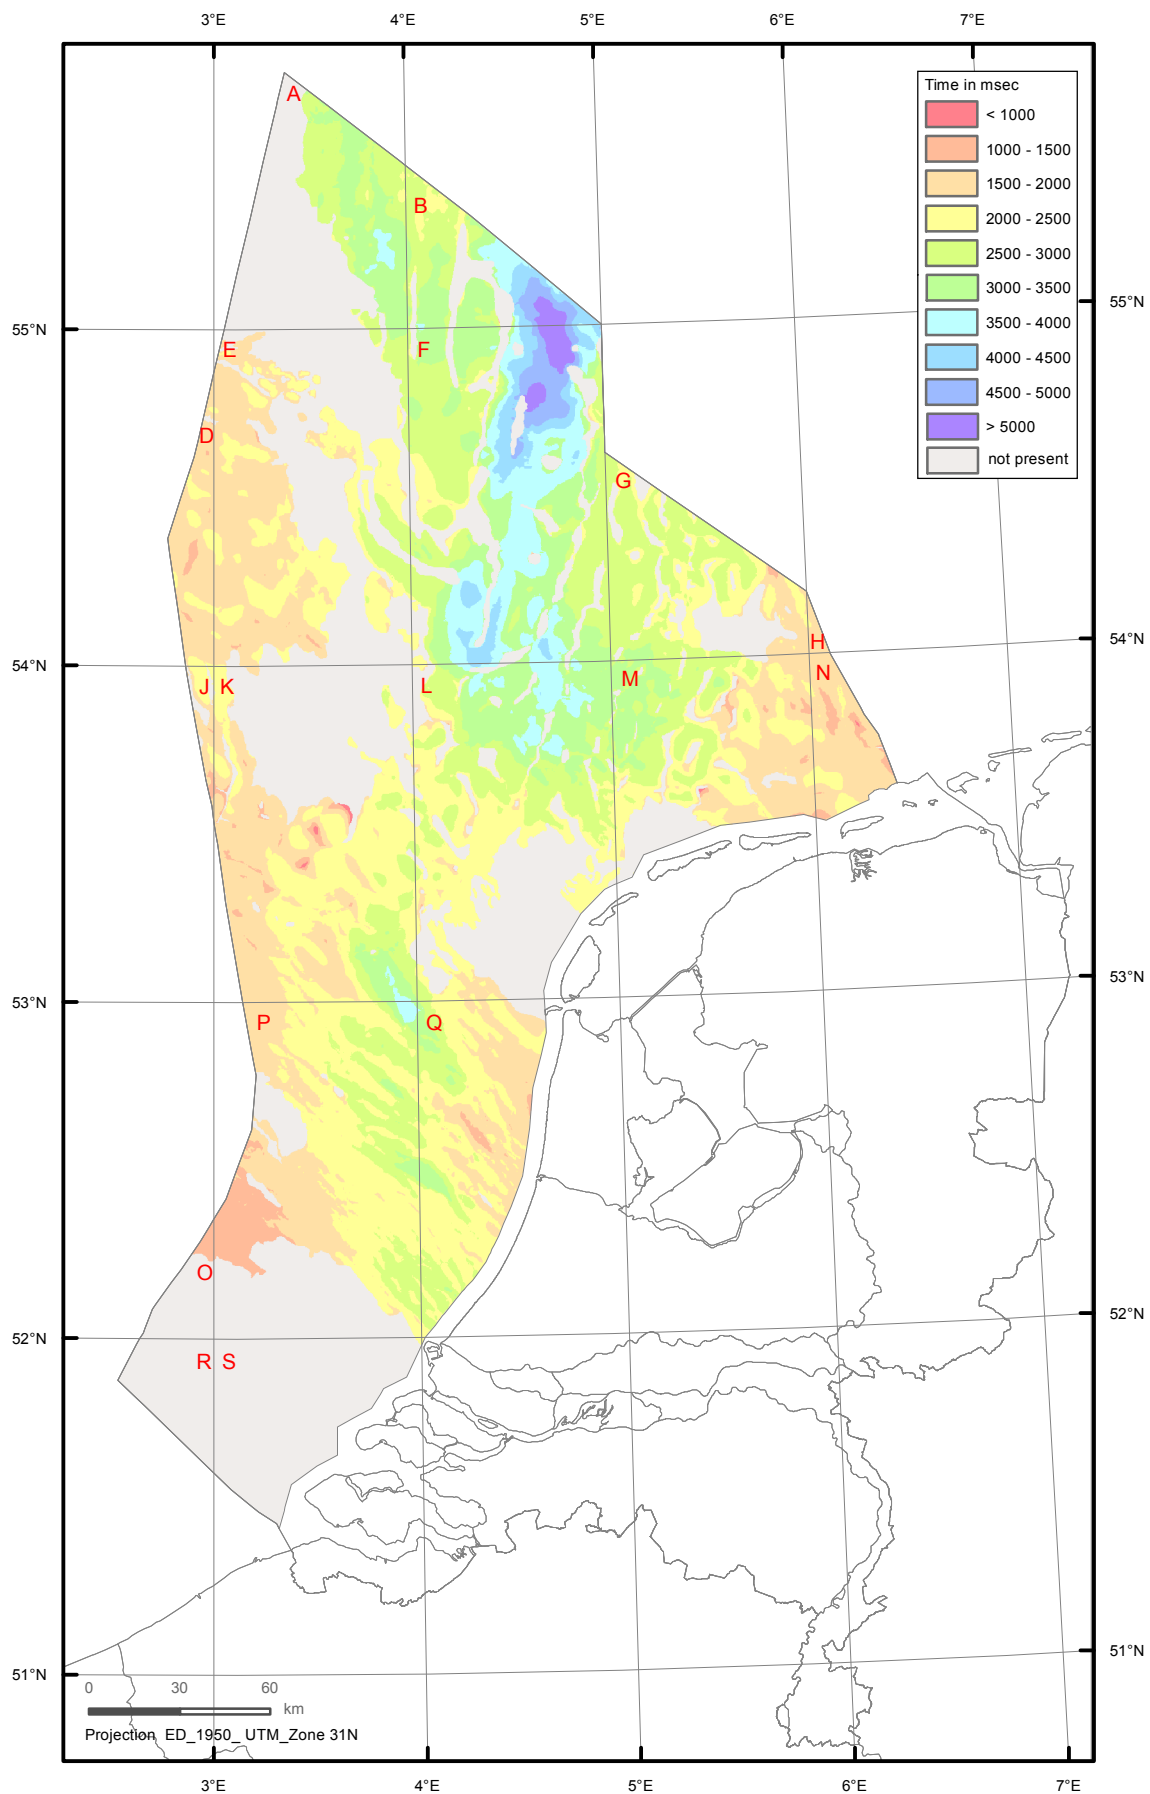 3°E 4°E 5°E 6°E 7°E
Time in msec
< 1000
1000 - 1500
1500 - 2000
2000 - 2500
2500 - 3000
3000 - 3500
3500 - 4000
4000 - 4500
4500 - 5000
> 5000
not present
A
B
55°N 55°N
E F
D
G
H
54°N 54°N
J K L M N
53°N 53°N
P Q
O
52°N 52°N
R S
51°N 51°N
0 30 60
km
Projection ED_1950_ UTM_Zone 31N
3°E 4°E 5°E 6°E 7°E